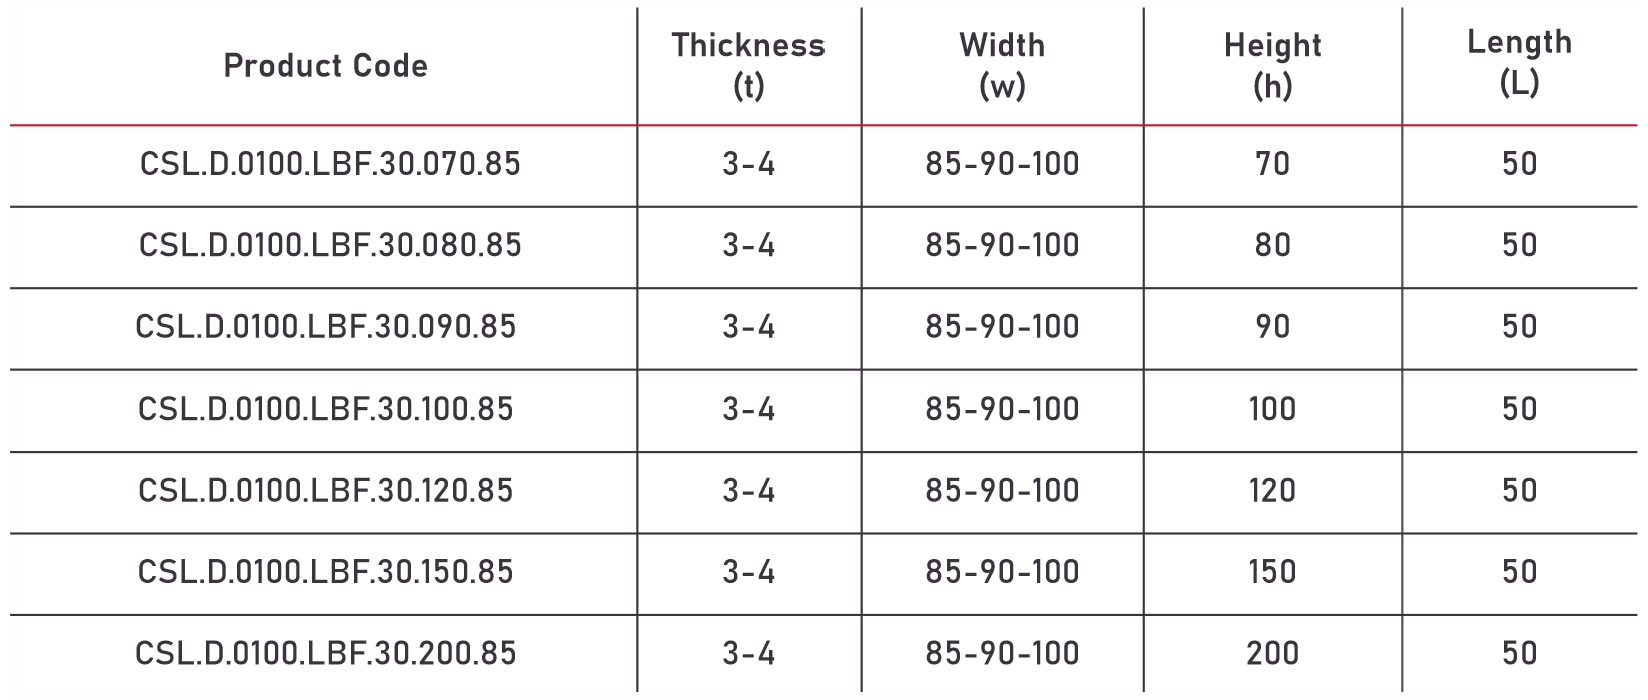 Product Code Thickness (t) Width (w) Height (h) Length (L)
CSL.D.0100.LBF.30.070.85 3-4 85-90-100 70 50
CSL.D.0100.LBF.30.080.85 3-4 85-90-100 80 50
CSL.D.0100.LBF.30.090.85 3-4 85-90-100 90 50
CSL.D.0100.LBF.30.100.85 3-4 85-90-100 100 50
CSL.D.0100.LBF.30.120.85 3-4 85-90-100 120 50
CSL.D.0100.LBF.30.150.85 3-4 85-90-100 150 50
CSL.D.0100.LBF.30.200.85 3-4 85-90-100 200 50